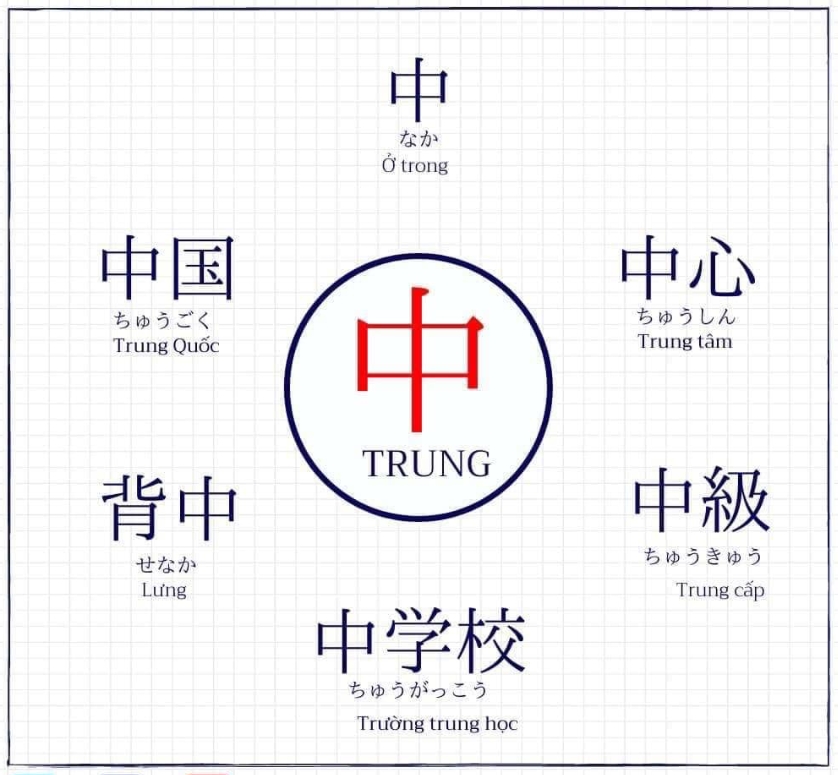 中
なか
Ở trong
中国
ちゅうごく
Trung Quốc
中心
ちゅうしん
Trung tâm
中
TRUNG
背中
せなか
Lưng
中級
ちゅうきゅう
Trung cấp
中学校
ちゅうがっこう
Trường trung học